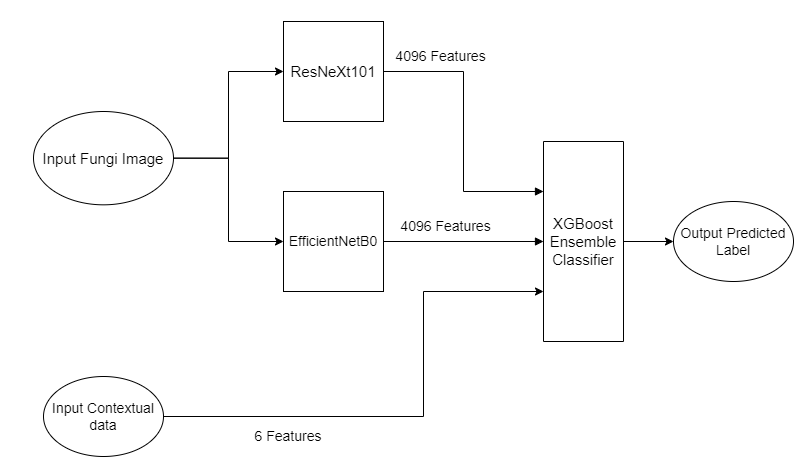 ResNeXt101
4096 Features
Input Fungi Image
EfficientNetB0
4096 Features
XGBoost
Ensemble
Classifier
Output Predicted
Label
Input Contextual
data
6 Features